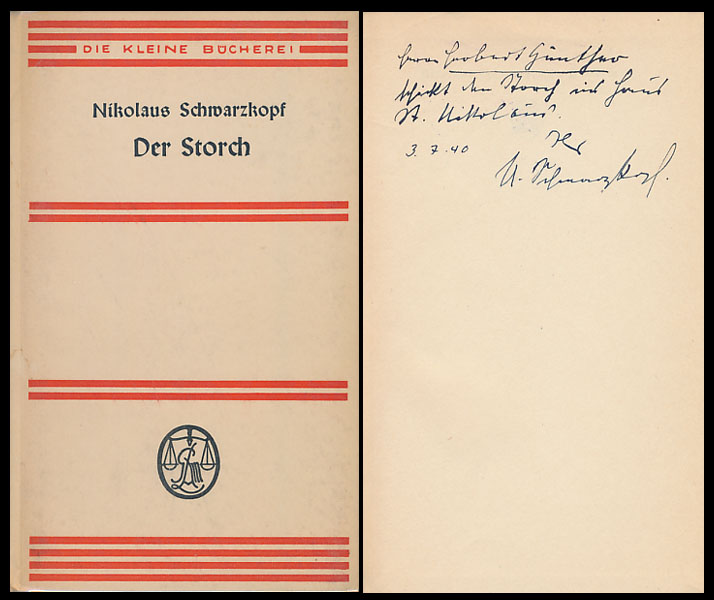 DIE KLEINE BÜCHEREI
Nikolaus Schwarzkopf
Der Storch
Herrn Herbert Günther
schickt den Storch ins Haus
St. Nikolaus.
Ihr
3.7.40
N. Schwarzkopf.